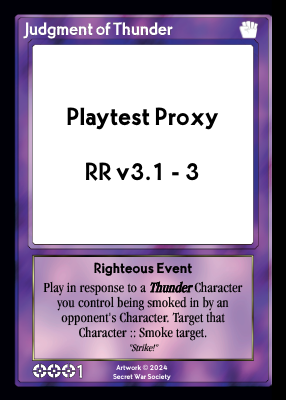 Judgment of Thunder
Playtest Proxy
RR v3.1 - 3
Righteous Event
Play in response to a Thunder Character
you control being smoked in by an
opponent's Character. Target that
Character :: Smoke target.
"Strike!"
1
Artwork © 2024
Secret War Society